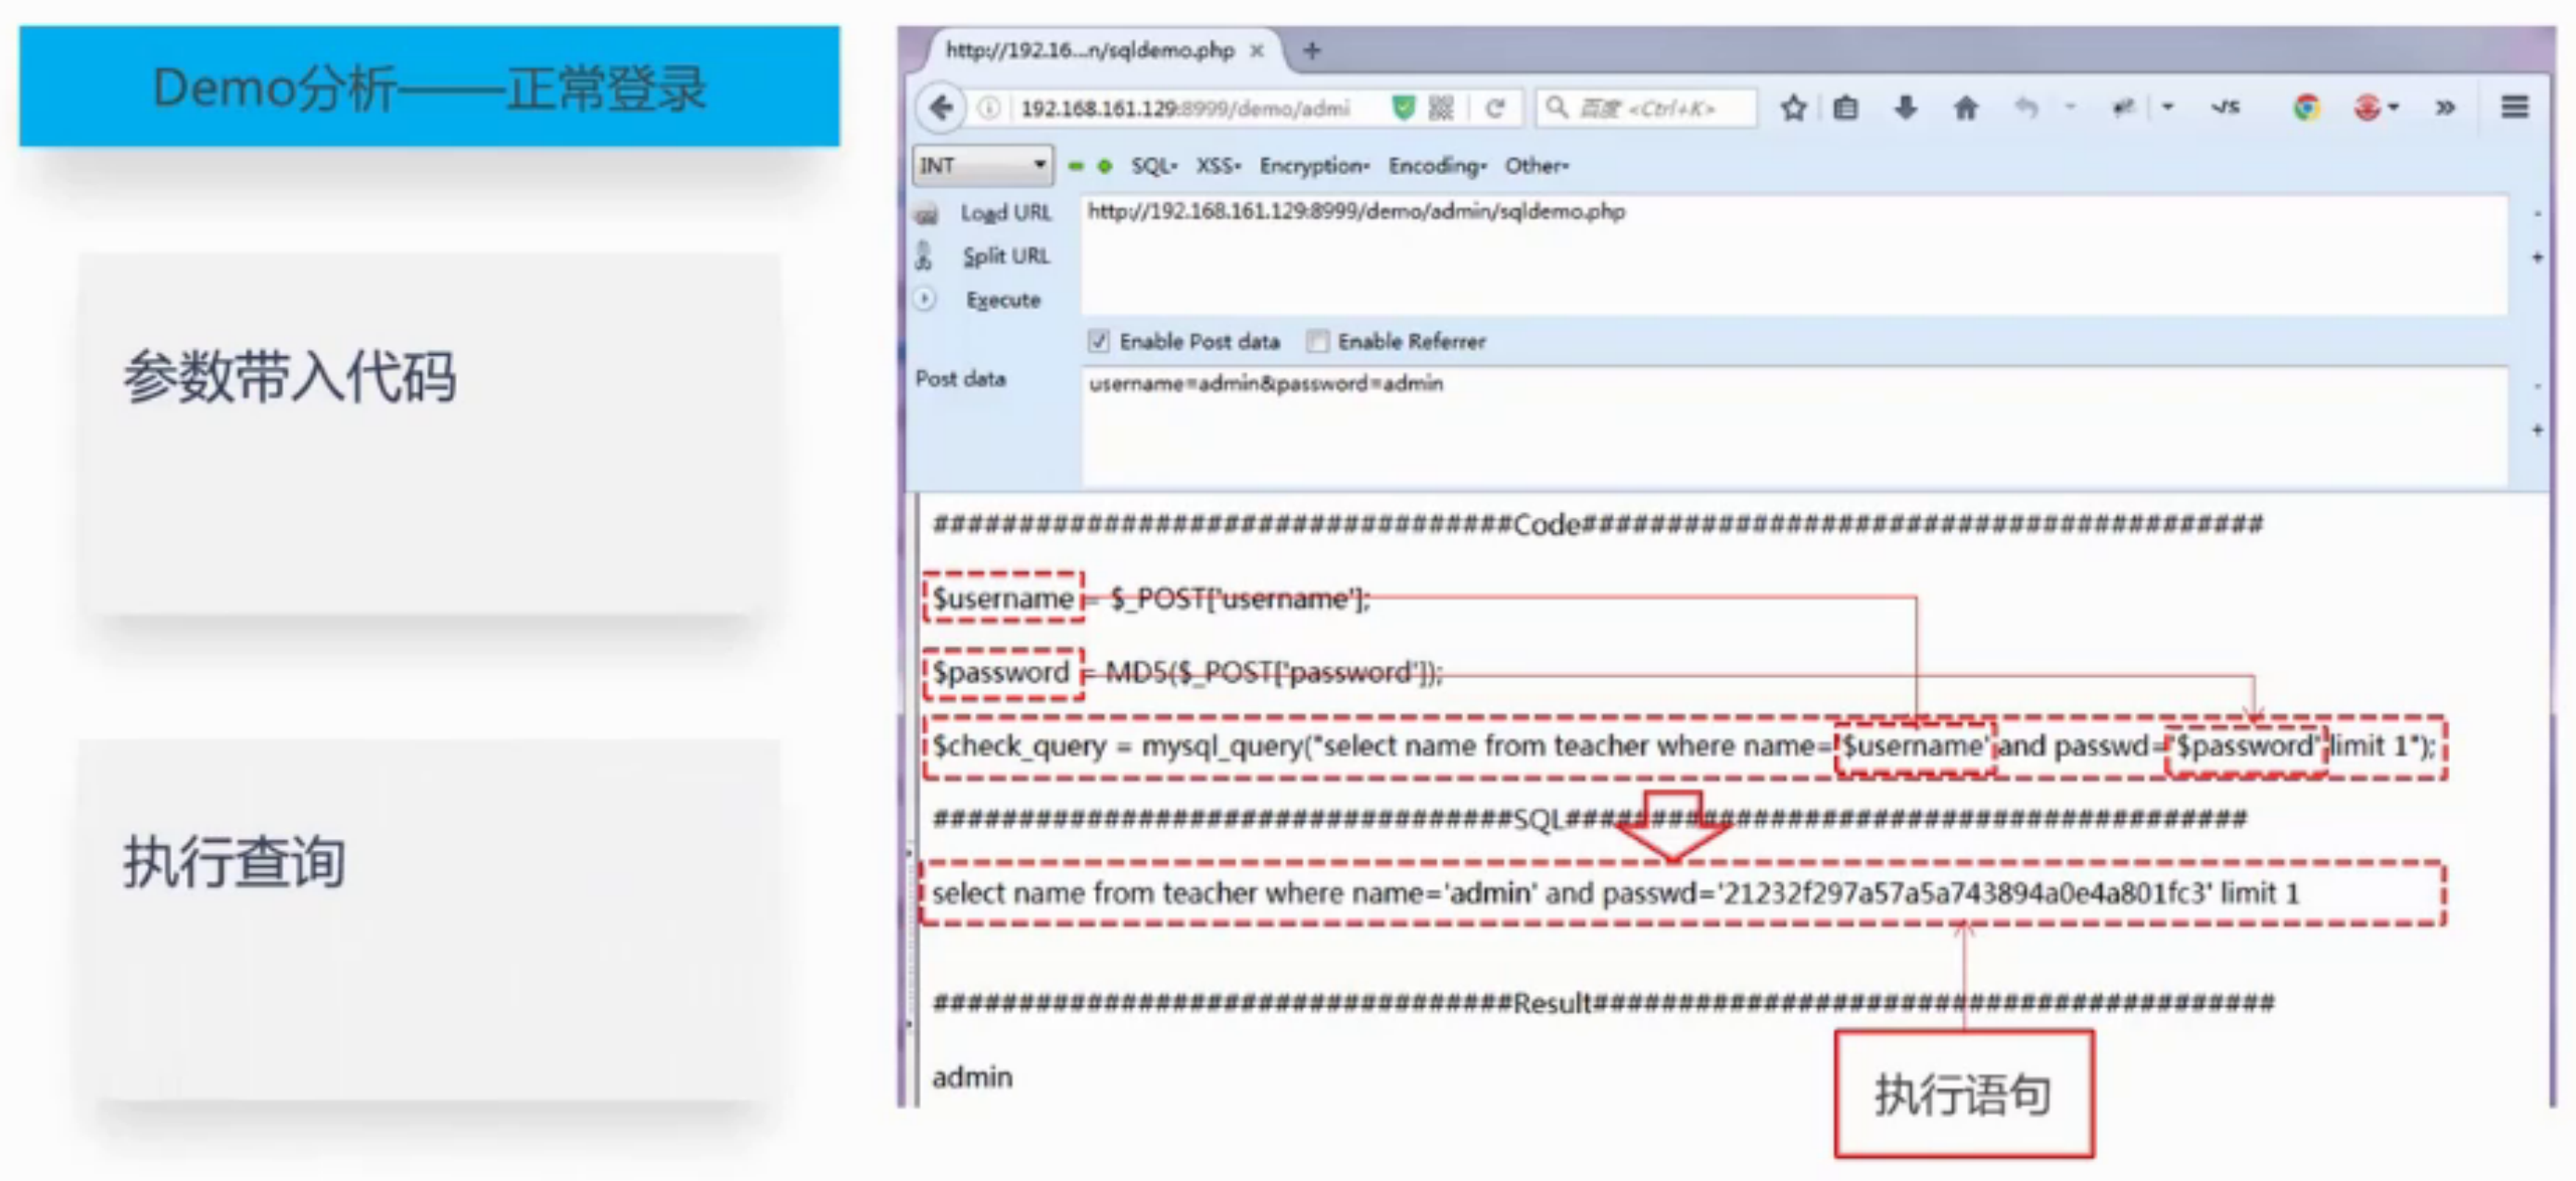 Demo分析——正常登录
参数带入代码
执行查询
http://192.16...n/sqldemo.php × +
192.168.161.129:8999/demo/admi
百度 <Ctrl+K>
INT
SQL- XSS- Encryption- Encoding- Other-
Load URL
http://192.168.161.129:8999/demo/admin/sqldemo.php
Split URL
Execute
Enable Post data Enable Referrer
Post data
username=admin&password=admin
##################################Code########################################
$username = $_POST['username'];
$password = MD5($_POST['password']);
$check_query = mysql_query("select name from teacher where name='$username' and passwd='$password' limit 1");
##################################SQL########################################
select name from teacher where name='admin' and passwd='21232f297a57a5a743894a0e4a801fc3' limit 1
##################################Result########################################
admin
执行语句